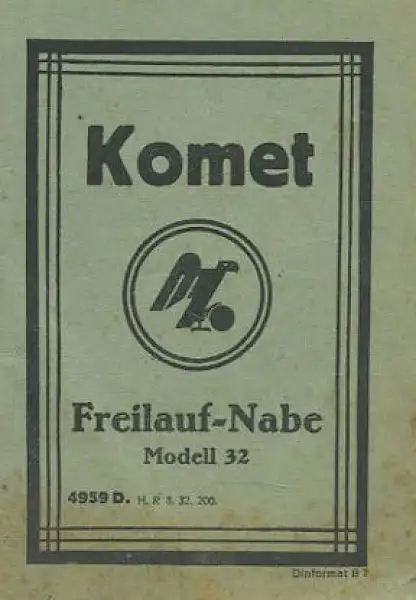 Komet
Freilauf-Nabe
Modell 32
4959 D. H. R. 8. 32. 200.
Dinformat B 7